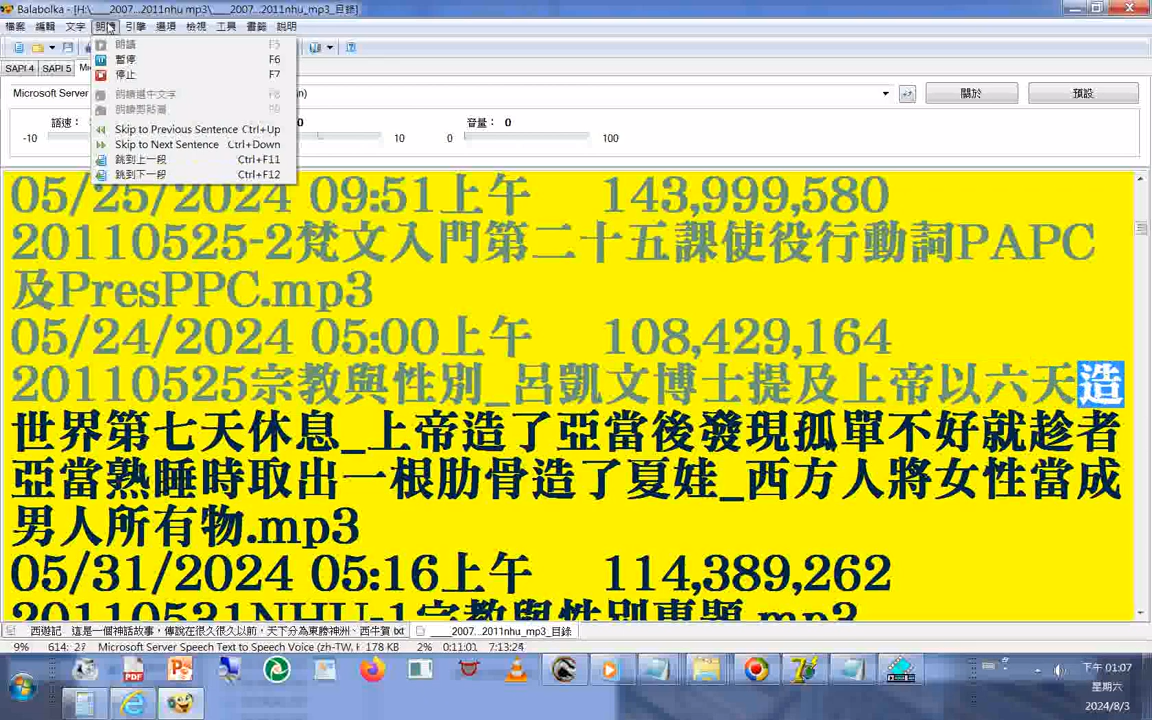 Balabolka - [H:\___2007...2011nhu mp3\___2007...2011nhu_mp3_目錄]
檔案 編輯 文字 朗讀 引擎 選項 檢視 工具 書籤 說明
朗讀 F5
暫停 F6
停止 F7
朗讀選中文字 F8
朗讀剪貼簿 F9
Skip to Previous Sentence Ctrl+Up
Skip to Next Sentence Ctrl+Down
跳到上一段 Ctrl+F11
跳到下一段 Ctrl+F12
SAPI 4 SAPI 5
Microsoft Server
關於 預設
語速： 0 音量： 0
-10 10 0 100
05/25/2024 09:51上午 143,999,580
20110525-2梵文入門第二十五課使役行動詞PAPC
及PresPPC.mp3
05/24/2024 05:00上午 108,429,164
20110525宗教與性別_呂凱文博士提及上帝以六天造
世界第七天休息_上帝造了亞當後發現孤單不好就趁者
亞當熟睡時取出一根肋骨造了夏娃_西方人將女性當成
男人所有物.mp3
05/31/2024 05:16上午 114,389,262
20110531NHU-1宗教與性別專題.mp3
西遊記 這是一個神話故事，傳說在很久很久以前，天下分為東勝神洲、西牛賀.txt ___2007...2011nhu_mp3_目錄
9% 614: 27 Microsoft Server Speech Text to Speech Voice (zh-TW, H 178 KB 2% 0:11:01 7:13:24
下午 01:07
星期六
2024/8/3